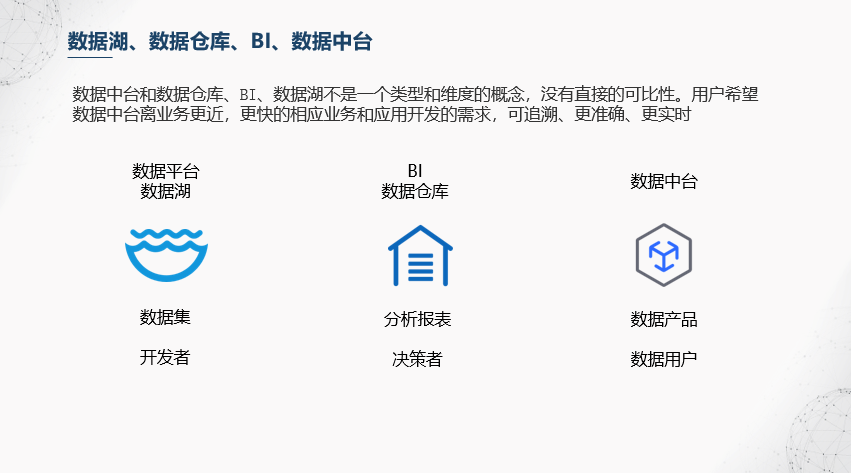 数据湖、数据仓库、BI、数据中台
数据中台和数据仓库、BI、数据湖不是一个类型和维度的概念，没有直接的可比性。用户希望
数据中台离业务更近，更快的相应业务和应用开发的需求，可追溯、更准确、更实时
数据平台
数据湖
BI
数据仓库
数据中台
数据集
分析报表
数据产品
开发者
决策者
数据用户